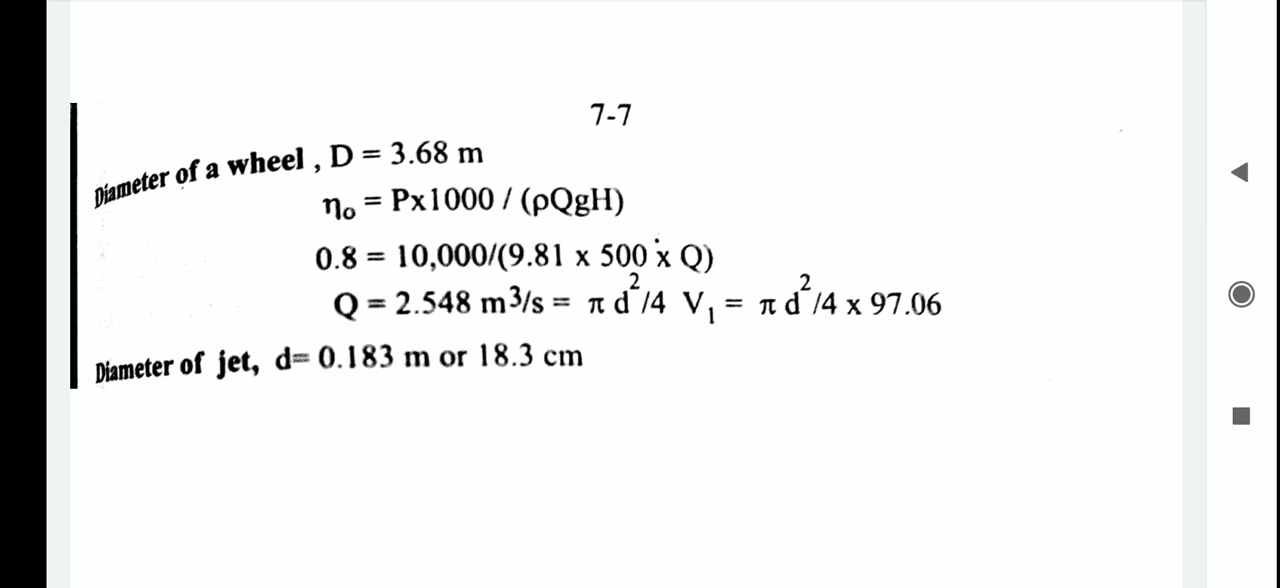 7-7
Diameter of a wheel , D = 3.68 m
η₀ = Px1000 / (ρQgH)
0.8 = 10,000/(9.81 x 500 x Q)
Q = 2.548 m³/s = π d²/4 V₁ = π d²/4 x 97.06
Diameter of jet, d= 0.183 m or 18.3 cm